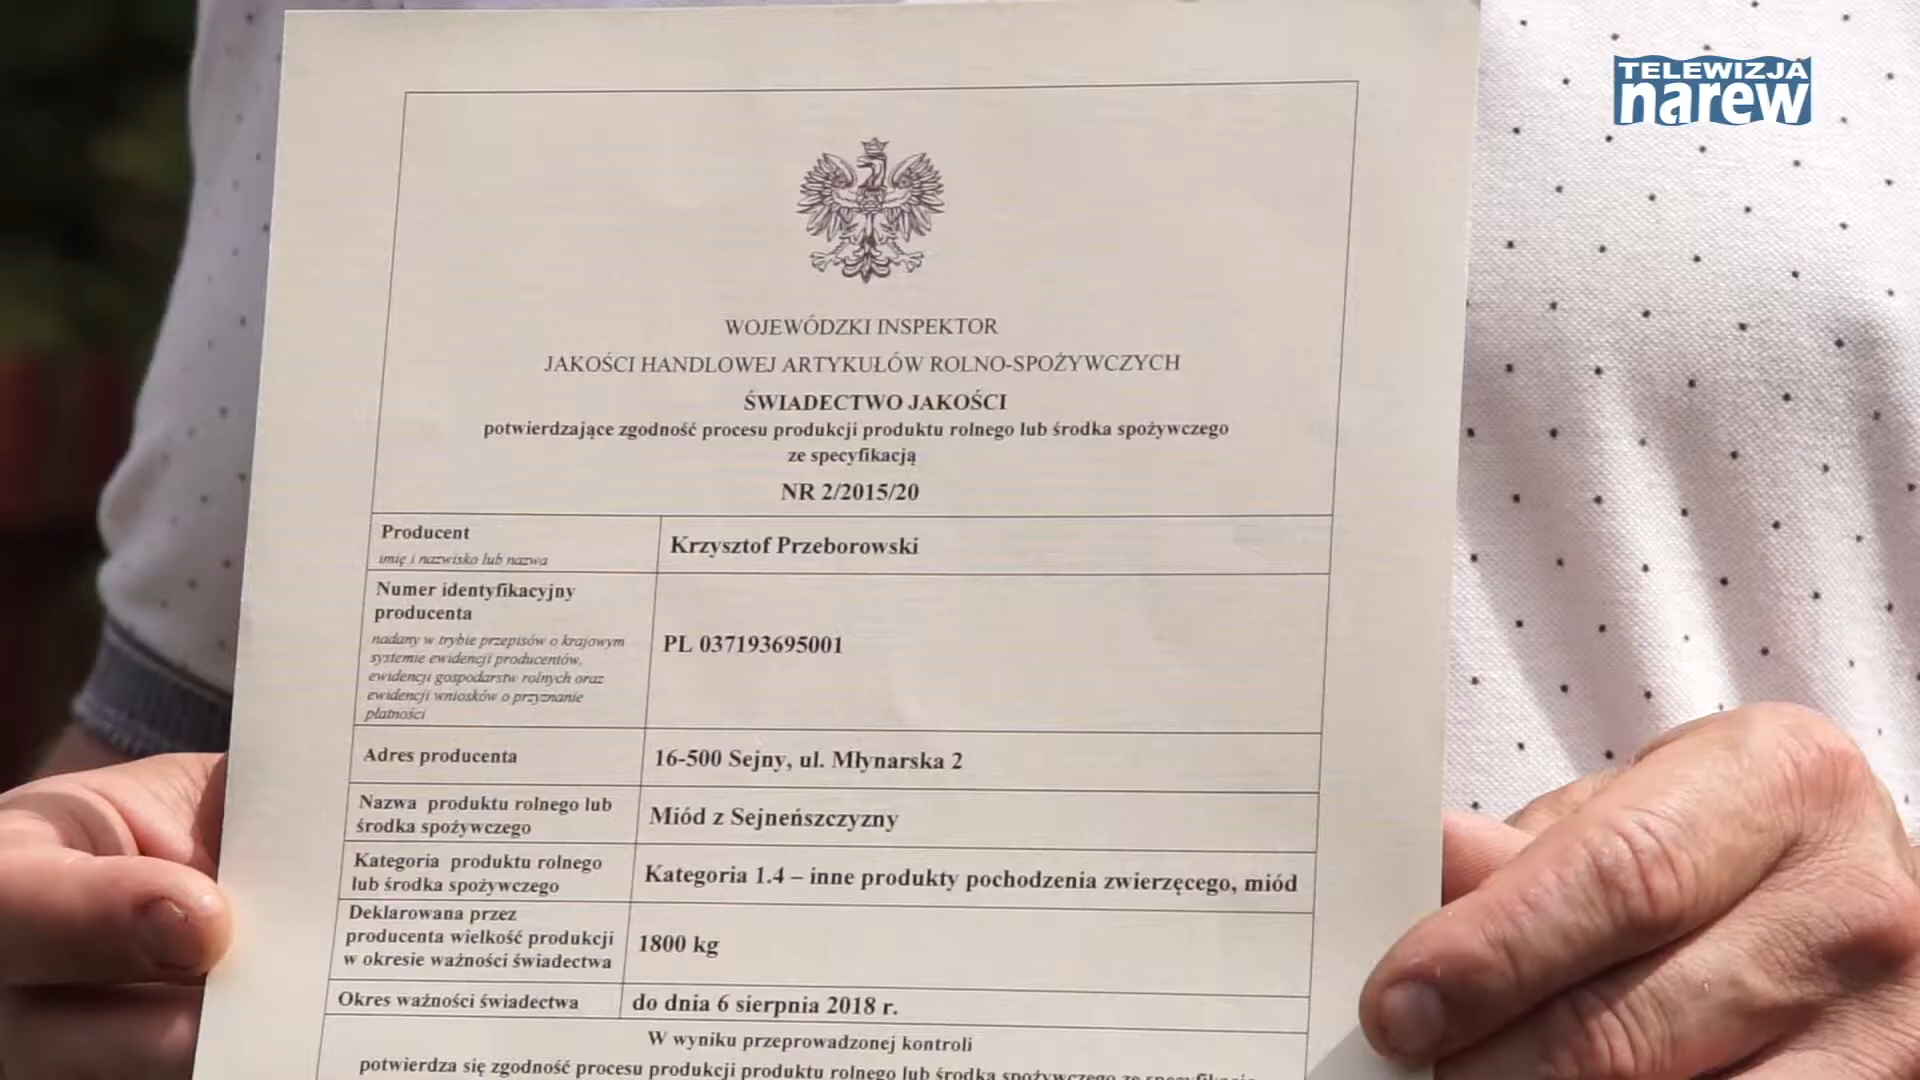 TELEWIZJA
narew
WOJEWÓDZKI INSPEKTOR
JAKOŚCI HANDLOWEJ ARTYKUŁÓW ROLNO-SPOŻYWCZYCH
ŚWIADECTWO JAKOŚCI
potwierdzające zgodność procesu produkcji produktu rolnego lub środka spożywczego
ze specyfikacją
NR 2/2015/20
Producent
imię i nazwisko lub nazwa
Krzysztof Przeborowski
Numer identyfikacyjny
producenta
nadany w trybie przepisów o krajowym
systemie ewidencji producentów,
ewidencji gospodarstw rolnych oraz
ewidencji wniosków o przyznanie
płatności
PL 037193695001
Adres producenta
16-500 Sejny, ul. Młynarska 2
Nazwa produktu rolnego lub
środka spożywczego
Miód z Sejneńszczyzny
Kategoria produktu rolnego
lub środka spożywczego
Kategoria 1.4 – inne produkty pochodzenia zwierzęcego, miód
Deklarowana przez
producenta wielkość produkcji
w okresie ważności świadectwa
1800 kg
Okres ważności świadectwa
do dnia 6 sierpnia 2018 r.
W wyniku przeprowadzonej kontroli
potwierdza się zgodność procesu produkcji produktu rolnego lub środka spożywczego ze